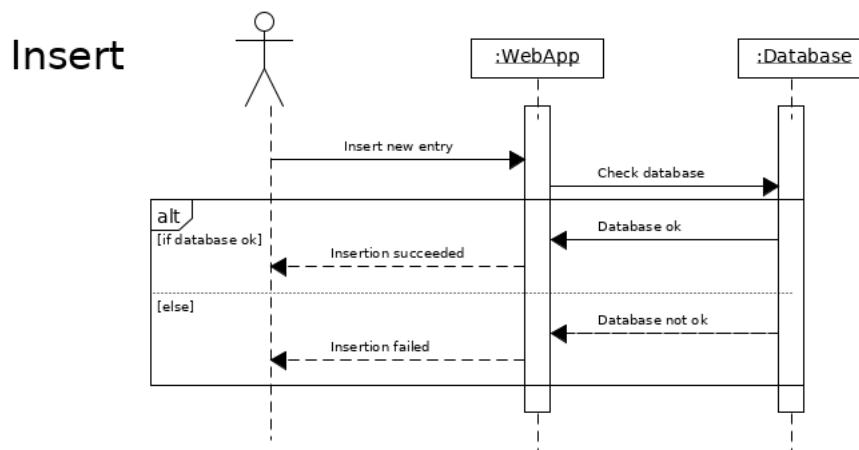 Insert
:WebApp
:Database
Insert new entry
Check database
alt
[if database ok]
Database ok
Insertion succeeded
[else]
Database not ok
Insertion failed